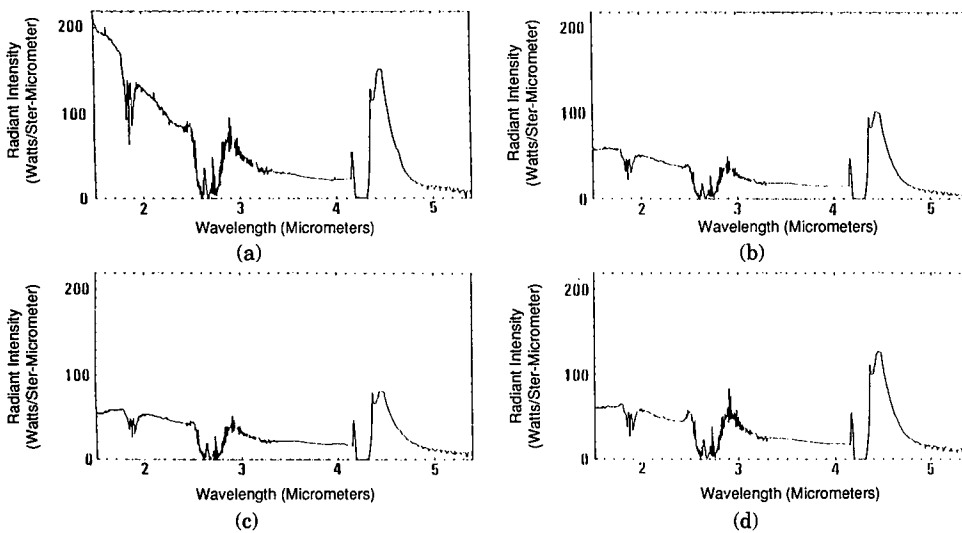 Radiant Intensity
(Watts/Ster-Micrometer)
200
100
0
2 3 4 5
Wavelength (Micrometers)
(a)
Radiant Intensity
(Watts/Ster-Micrometer)
200
100
0
2 3 4 5
Wavelength (Micrometers)
(b)
Radiant Intensity
(Watts/Ster-Micrometer)
200
100
0
2 3 4 5
Wavelength (Micrometers)
(c)
Radiant Intensity
(Watts/Ster-Micrometer)
200
100
0
2 3 4 5
Wavelength (Micrometers)
(d)